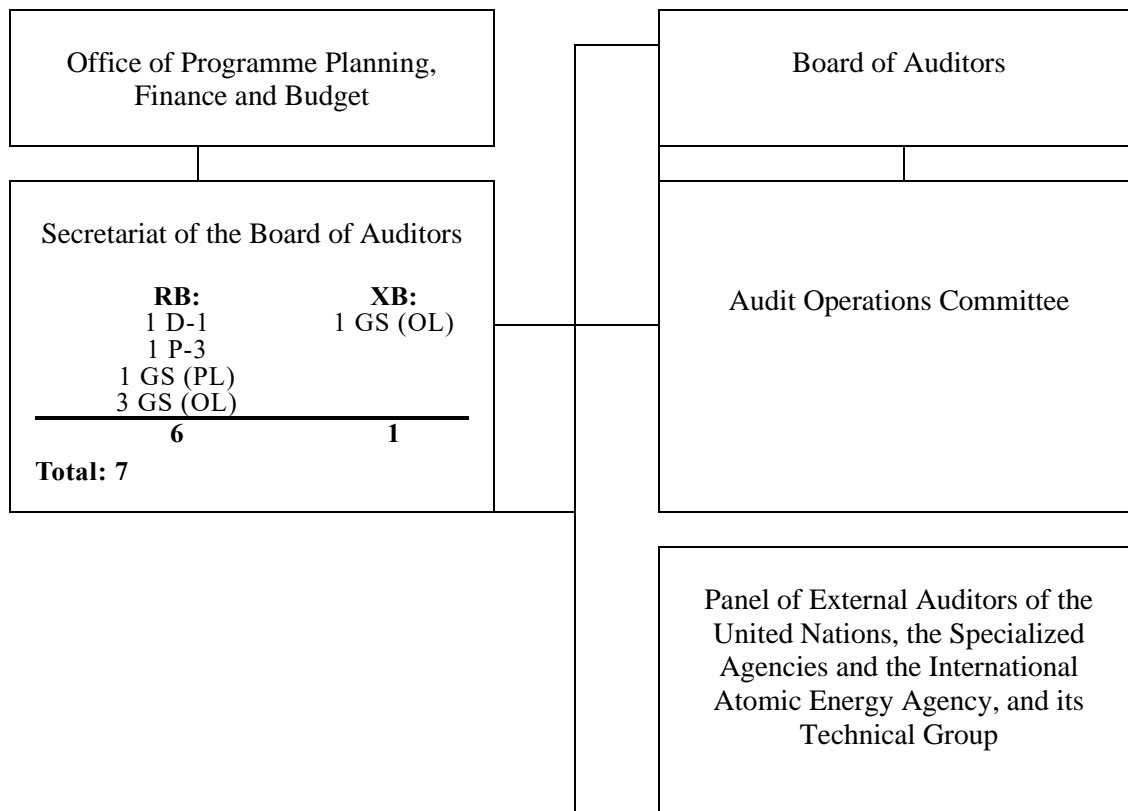 Office of Programme Planning,
Finance and Budget
Board of Auditors
Secretariat of the Board of Auditors
RB: XB:
1 D-1 1 GS (OL)
1 P-3
1 GS (PL)
3 GS (OL)
6 1
Total: 7
Audit Operations Committee
Panel of External Auditors of the
United Nations, the Specialized
Agencies and the International
Atomic Energy Agency, and its
Technical Group